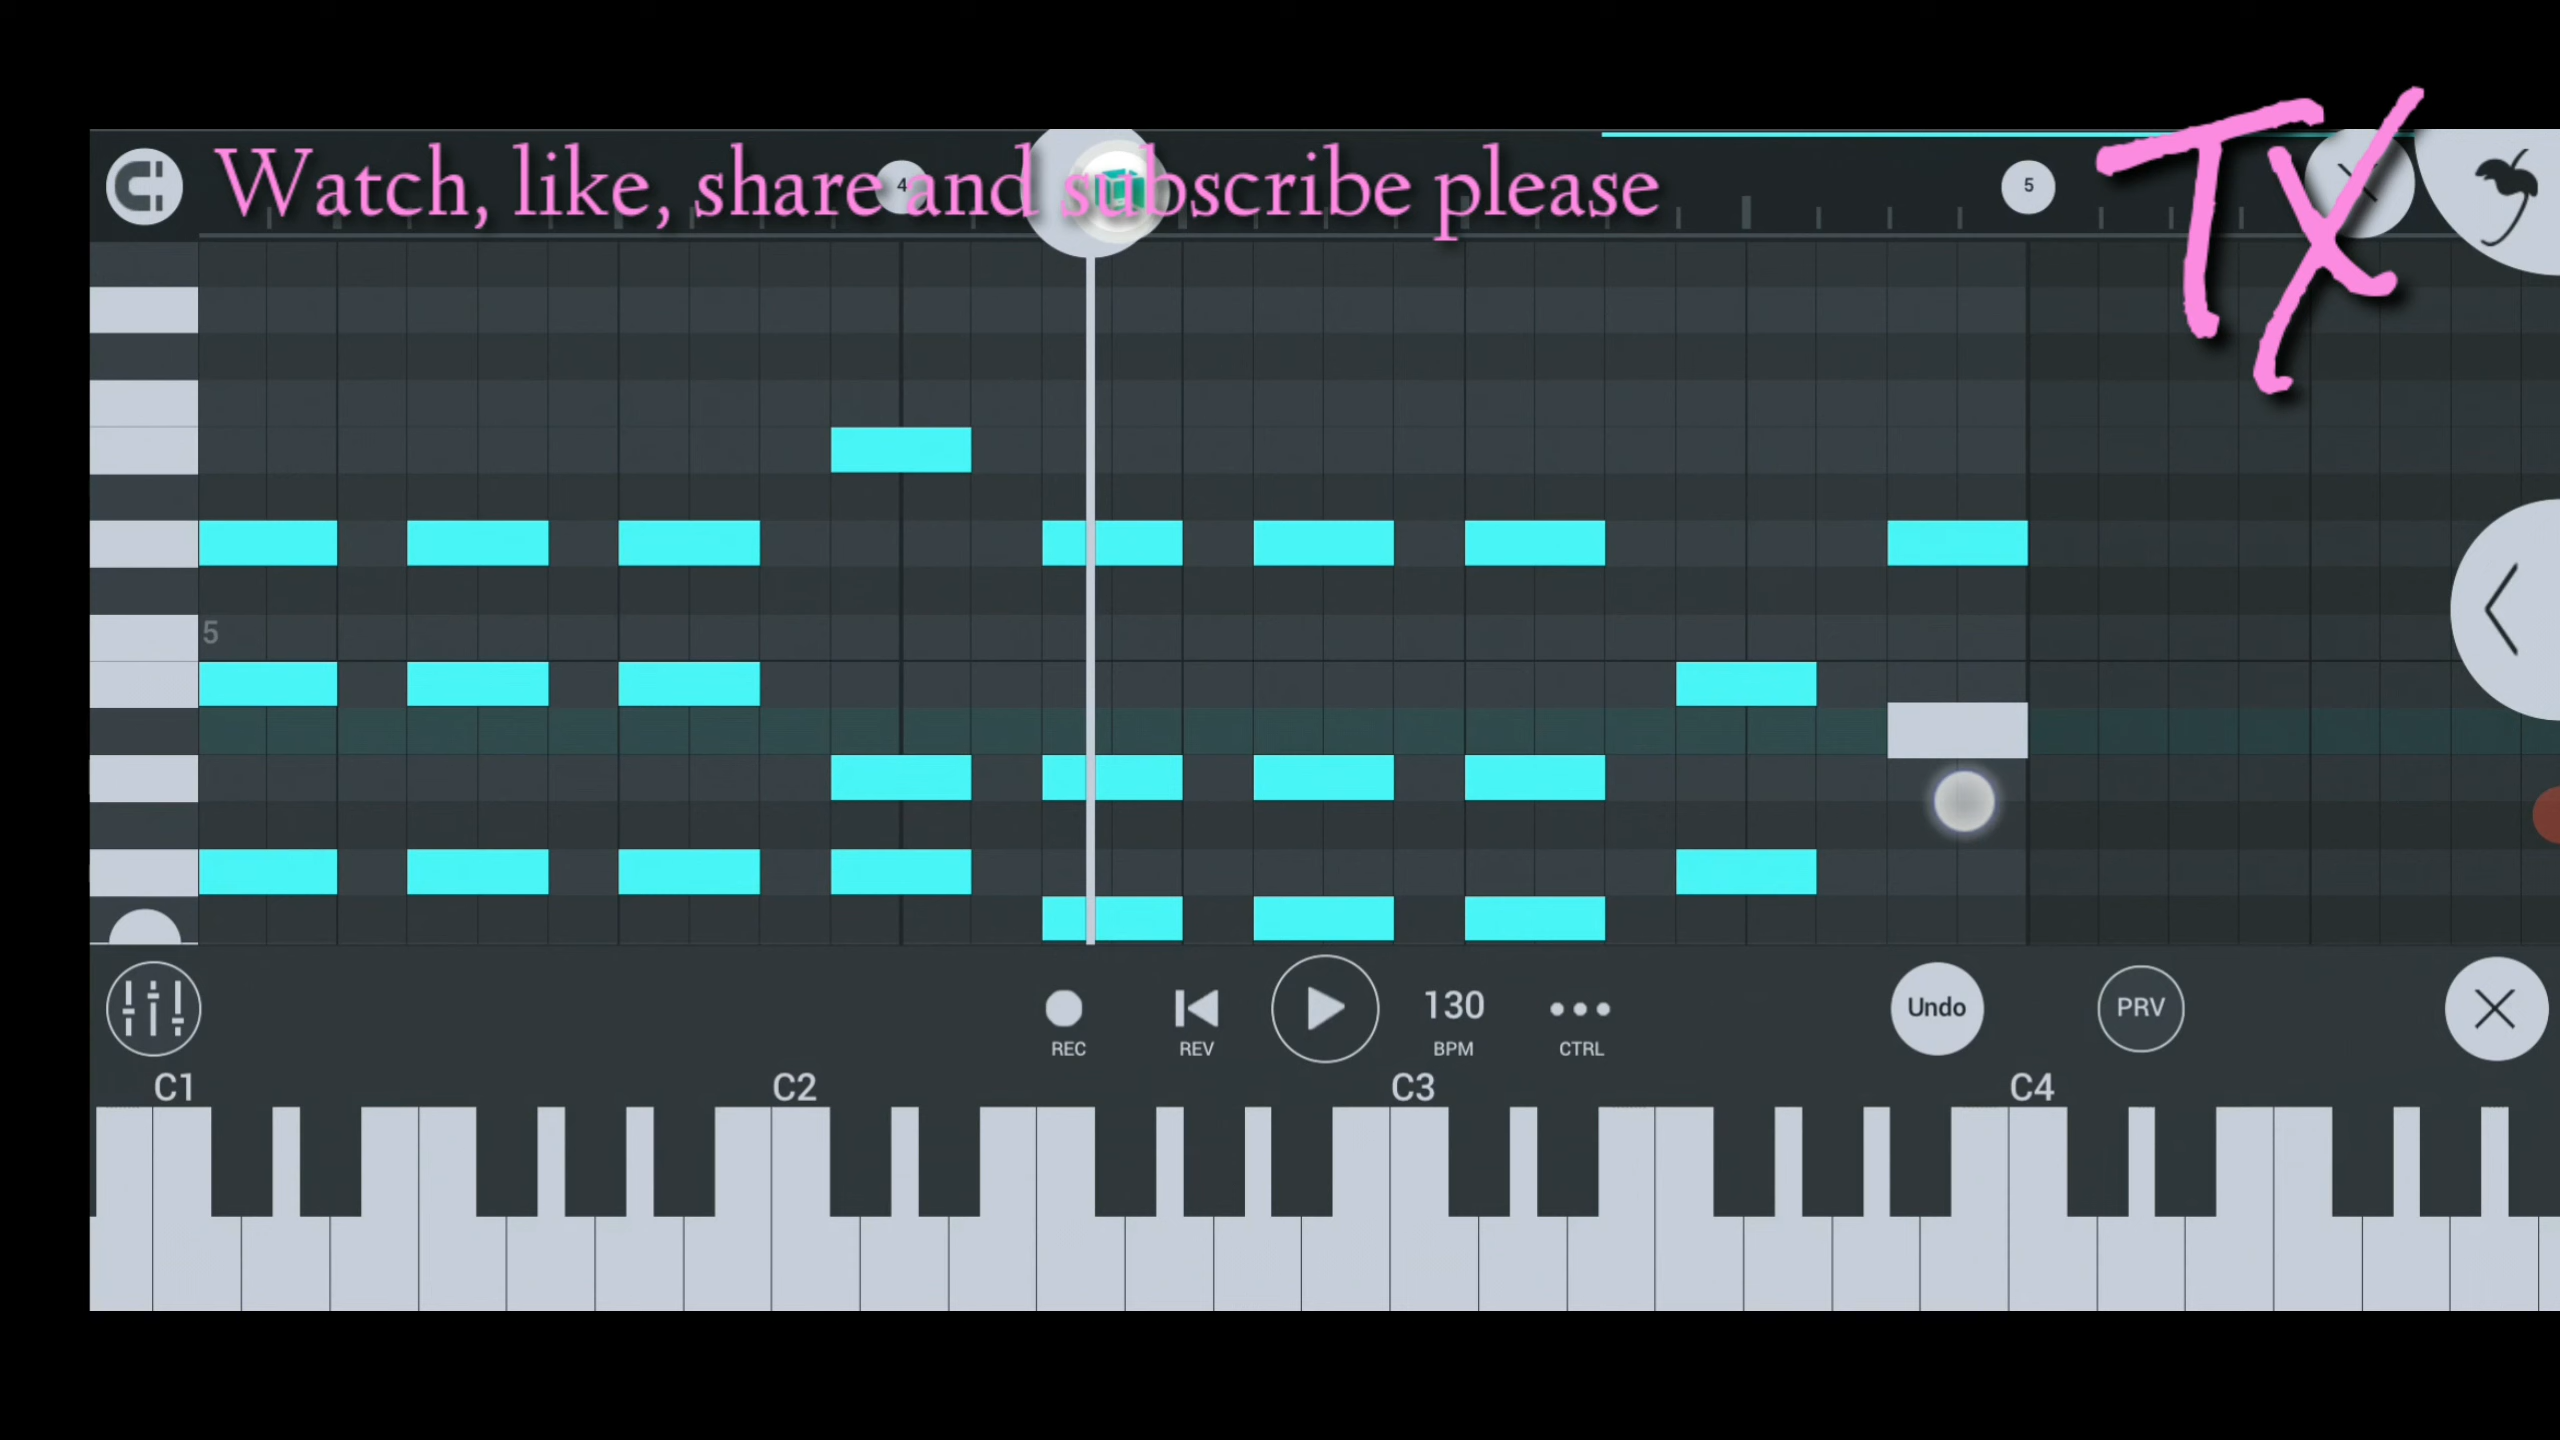 Watch, like, share and subscribe please
TX
4
5
5
130
REC
REV
BPM
CTRL
Undo
PRV
C1
C2
C3
C4